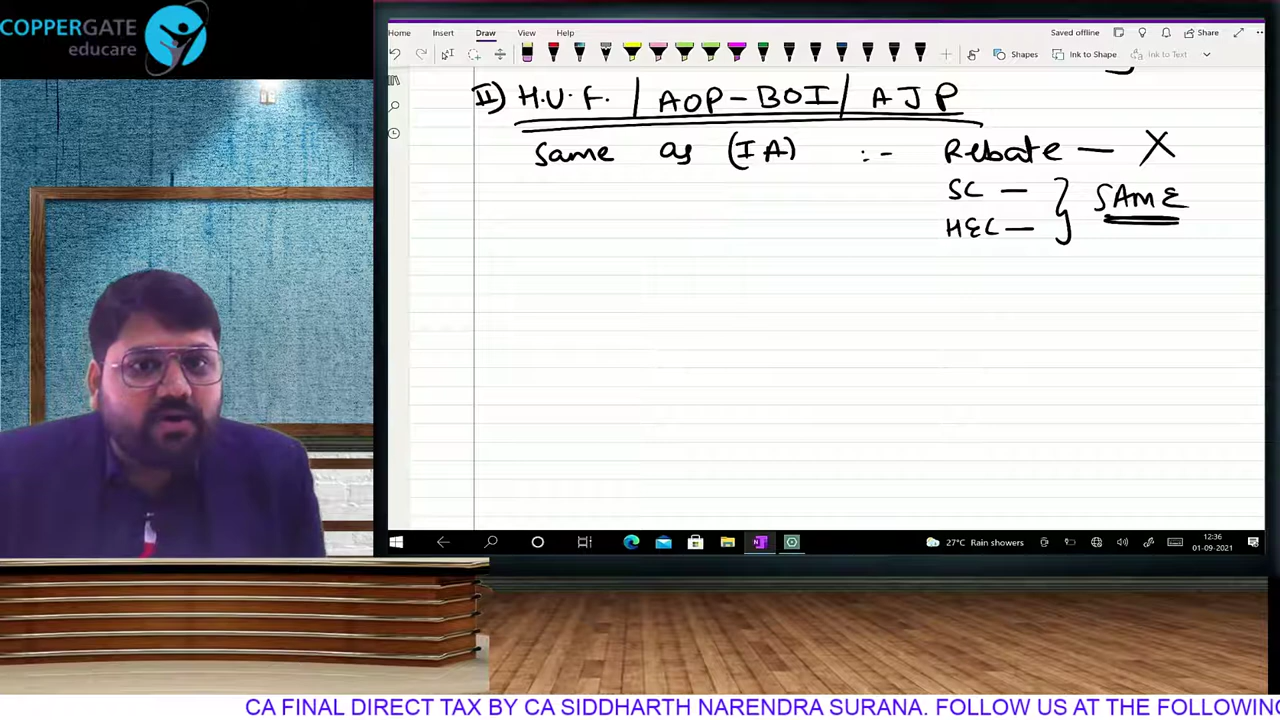 COPPERGATE
educare
Home Insert Draw View Help
Saved offline
Share
Shapes
Ink to Shape
Ink to Text
II) H.U.F. / AOP-BOI / AJP
Same as (IA) :- Rebate — X
SC —
HEC —
} SAME
27°C Rain showers
12:36
01-09-2021
CA FINAL DIRECT TAX BY CA SIDDHARTH NARENDRA SURANA. FOLLOW US AT THE FOLLOWING